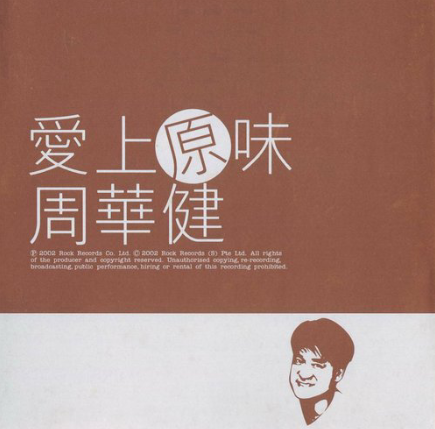 愛上原味
周華健
℗ 2002 Rock Records Co. Ltd. © 2002 Rock Records (S) Pte Ltd. All rights
of the producer and copyright reserved. Unauthorized copying, re-recording,
broadcasting, public performance, hiring or rental of this recording prohibited.